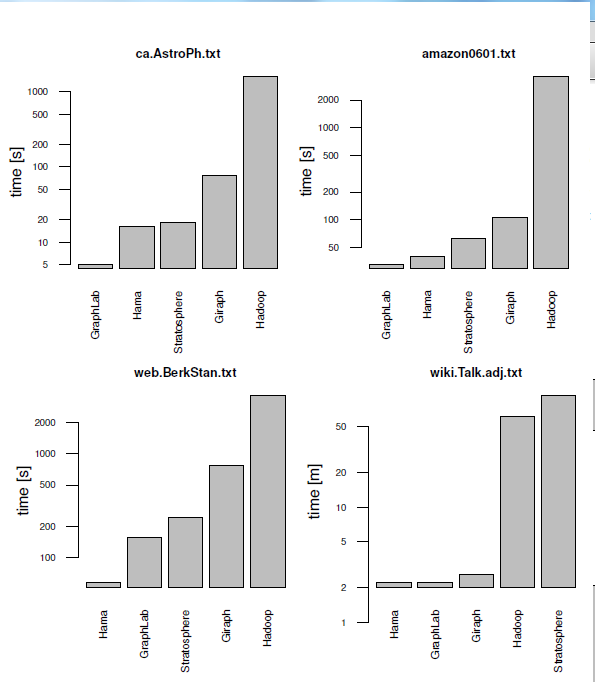 ca.AstroPh.txt
time [s]
1000
500
200
100
50
20
10
5
GraphLab
Hama
Stratosphere
Giraph
Hadoop
amazon0601.txt
time [s]
2000
1000
500
200
100
50
GraphLab
Hama
Stratosphere
Giraph
Hadoop
web.BerkStan.txt
time [s]
2000
1000
500
200
100
Hama
GraphLab
Stratosphere
Giraph
Hadoop
wiki.Talk.adj.txt
time [m]
50
20
10
5
2
1
Hama
GraphLab
Giraph
Hadoop
Stratosphere